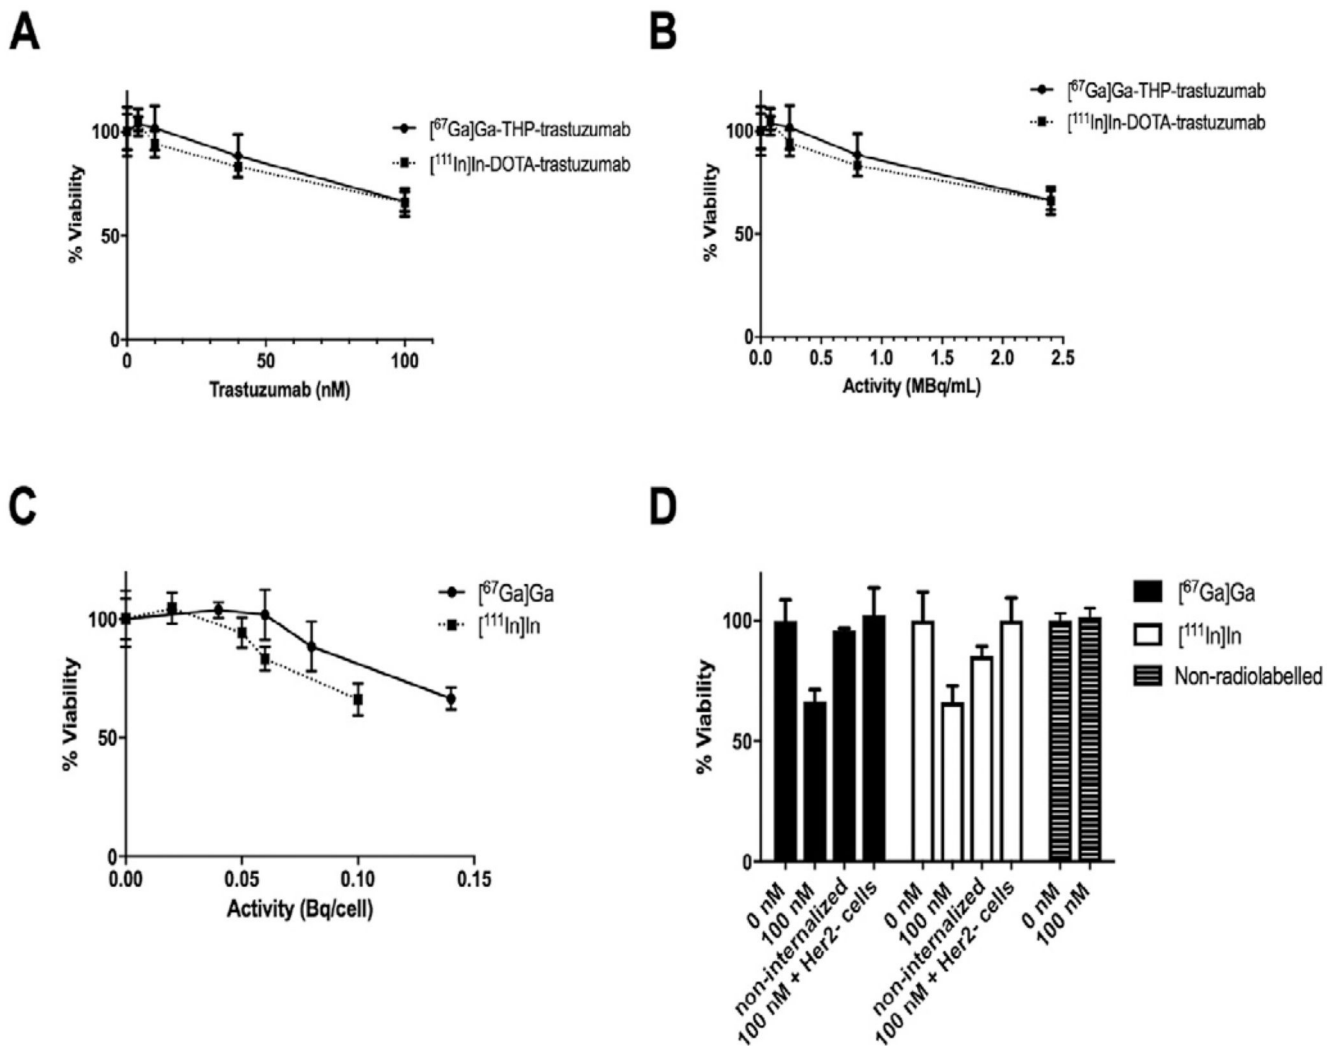 A
[67Ga]Ga-THP-trastuzumab
[111In]In-DOTA-trastuzumab
% Viability
100
50
0
0 50 100
Trastuzumab (nM)
B
[67Ga]Ga-THP-trastuzumab
[111In]In-DOTA-trastuzumab
% Viability
100
50
0
0.0 0.5 1.0 1.5 2.0 2.5
Activity (MBq/mL)
C
[67Ga]Ga
[111In]In
% Viability
100
50
0
0.00 0.05 0.10 0.15
Activity (Bq/cell)
D
[67Ga]Ga
[111In]In
Non-radiolabelled
% Viability
100
50
0
0 nM
100 nM
non-internalized
100 nM + Her2- cells
0 nM
100 nM
non-internalized
100 nM + Her2- cells
0 nM
100 nM